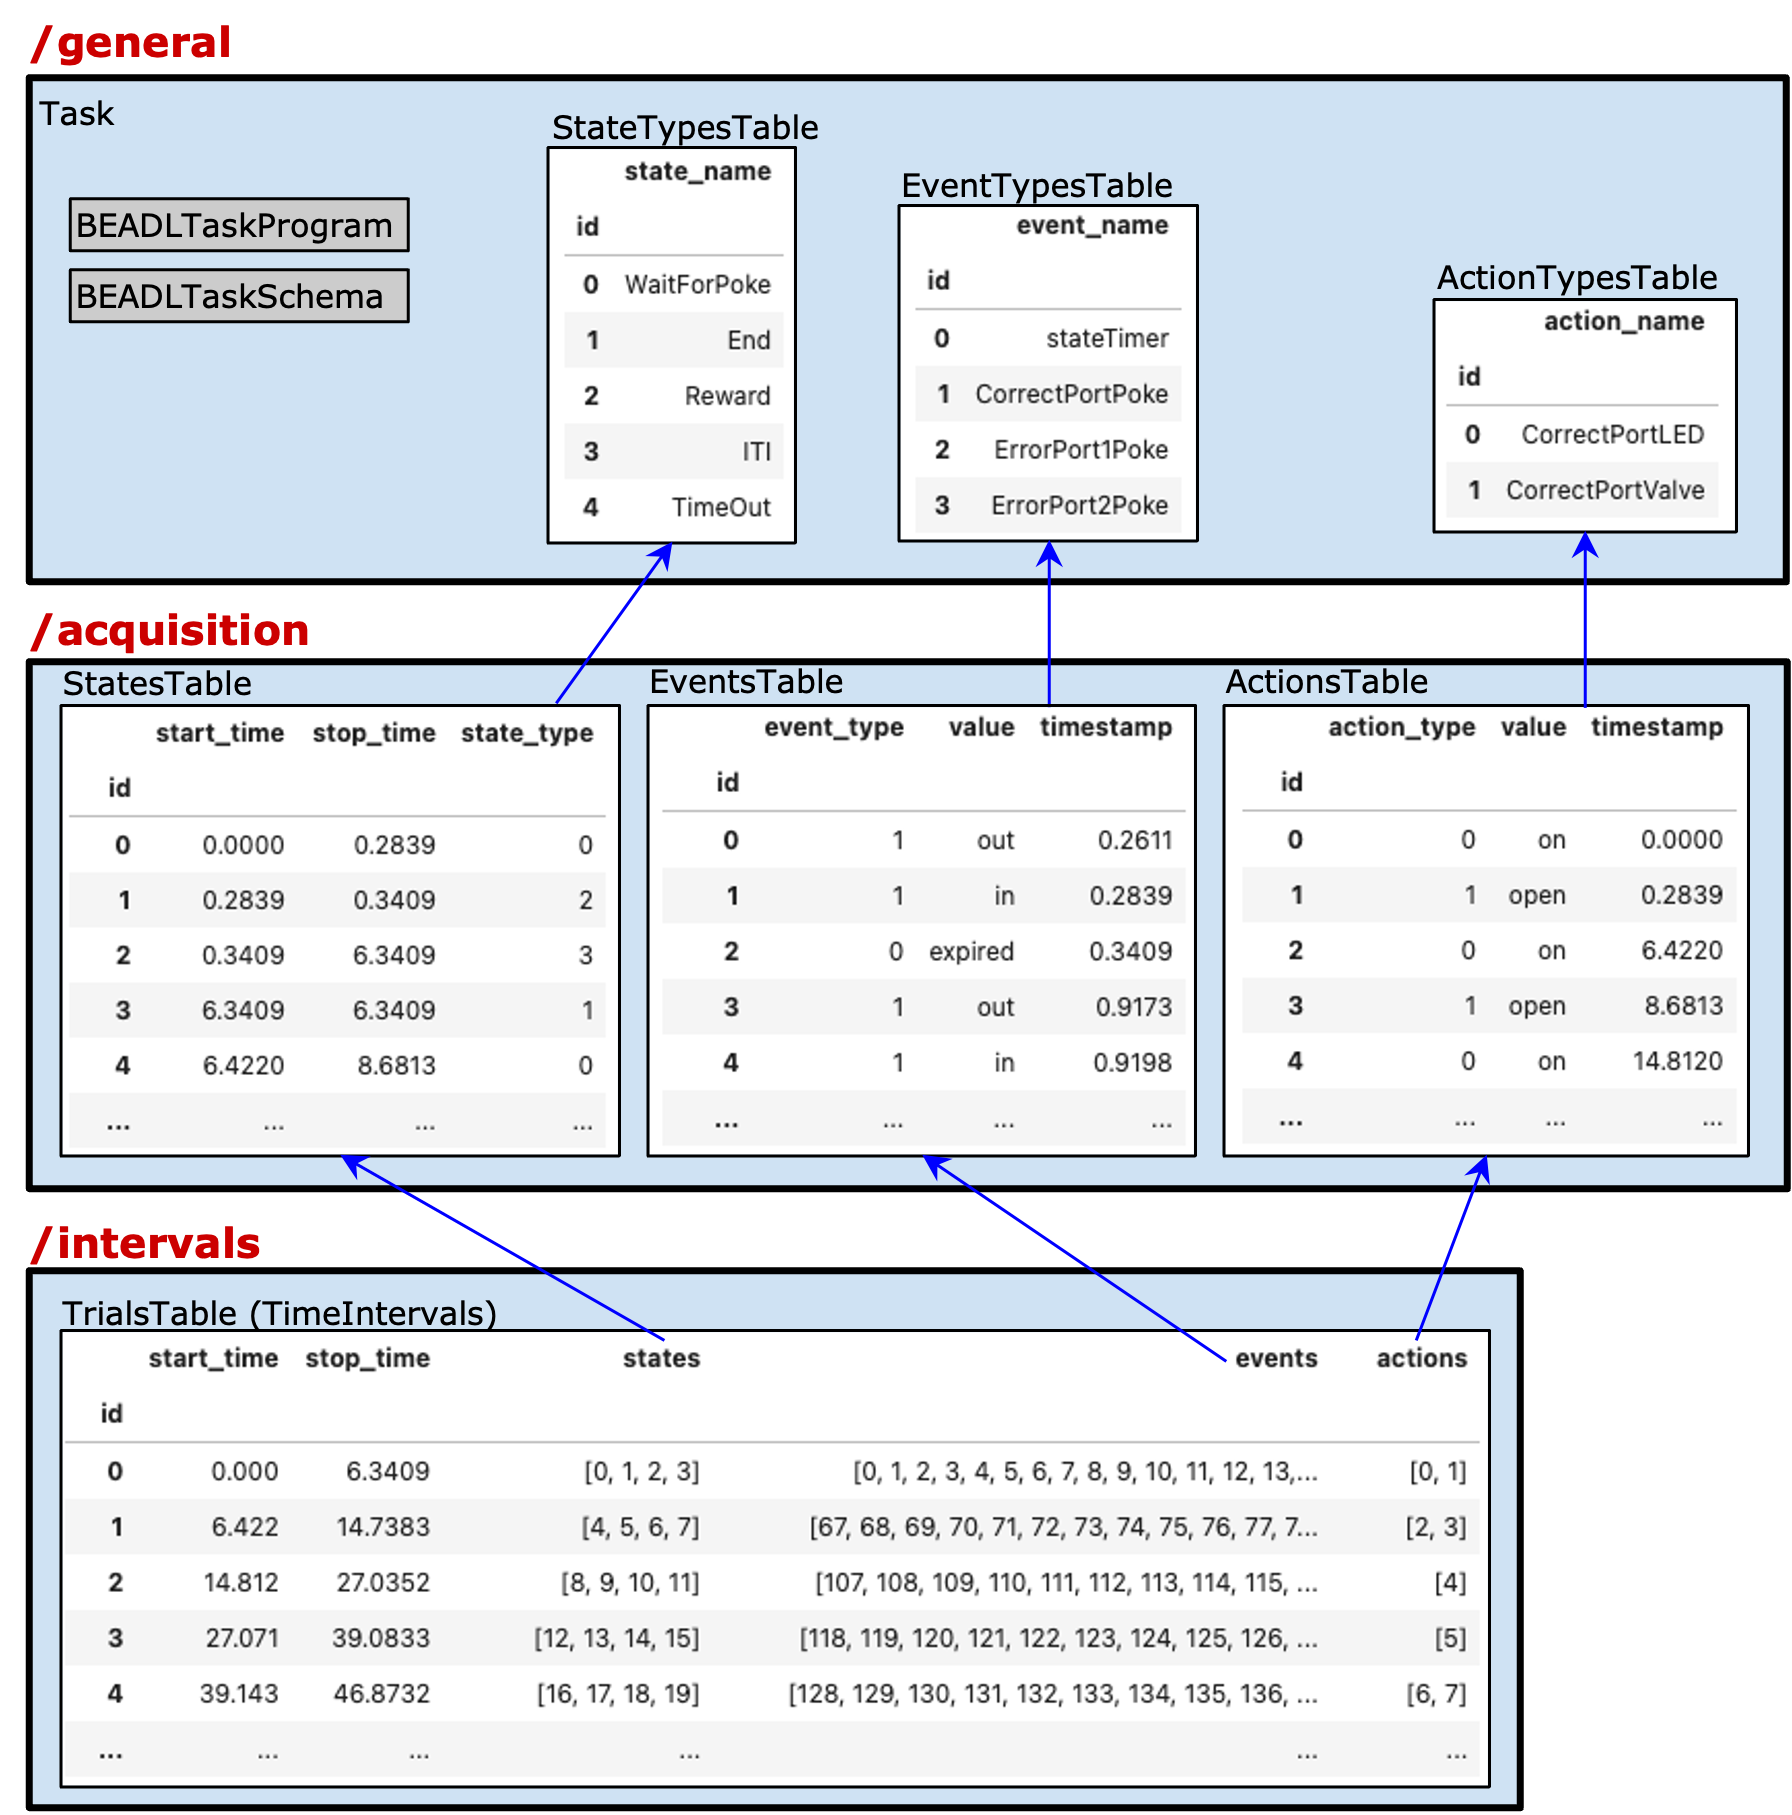 /general
Task
BEADLTaskProgram
BEADLTaskSchema
StateTypesTable
state_name
id
0 WaitForPoke
1 End
2 Reward
3 ITI
4 TimeOut
EventTypesTable
event_name
id
0 stateTimer
1 CorrectPortPoke
2 ErrorPort1Poke
3 ErrorPort2Poke
ActionTypesTable
action_name
id
0 CorrectPortLED
1 CorrectPortValve
/acquisition
StatesTable
start_time stop_time state_type
id
0 0.0000 0.2839 0
1 0.2839 0.3409 2
2 0.3409 6.3409 3
3 6.3409 6.3409 1
4 6.4220 8.6813 0
... ... ... ...
EventsTable
event_type value timestamp
id
0 1 out 0.2611
1 1 in 0.2839
2 0 expired 0.3409
3 1 out 0.9173
4 1 in 0.9198
... ... ... ...
ActionsTable
action_type value timestamp
id
0 0 on 0.0000
1 1 open 0.2839
2 0 on 6.4220
3 1 open 8.6813
4 0 on 14.8120
... ... ... ...
/intervals
TrialsTable (TimeIntervals)
start_time stop_time states events actions
id
0 0.000 6.3409 [0, 1, 2, 3] [0, 1, 2, 3, 4, 5, 6, 7, 8, 9, 10, 11, 12, 13,... [0, 1]
1 6.422 14.7383 [4, 5, 6, 7] [67, 68, 69, 70, 71, 72, 73, 74, 75, 76, 77, 7... [2, 3]
2 14.812 27.0352 [8, 9, 10, 11] [107, 108, 109, 110, 111, 112, 113, 114, 115, ... [4]
3 27.071 39.0833 [12, 13, 14, 15] [118, 119, 120, 121, 122, 123, 124, 125, 126, ... [5]
4 39.143 46.8732 [16, 17, 18, 19] [128, 129, 130, 131, 132, 133, 134, 135, 136, ... [6, 7]
... ... ... ... ... ...